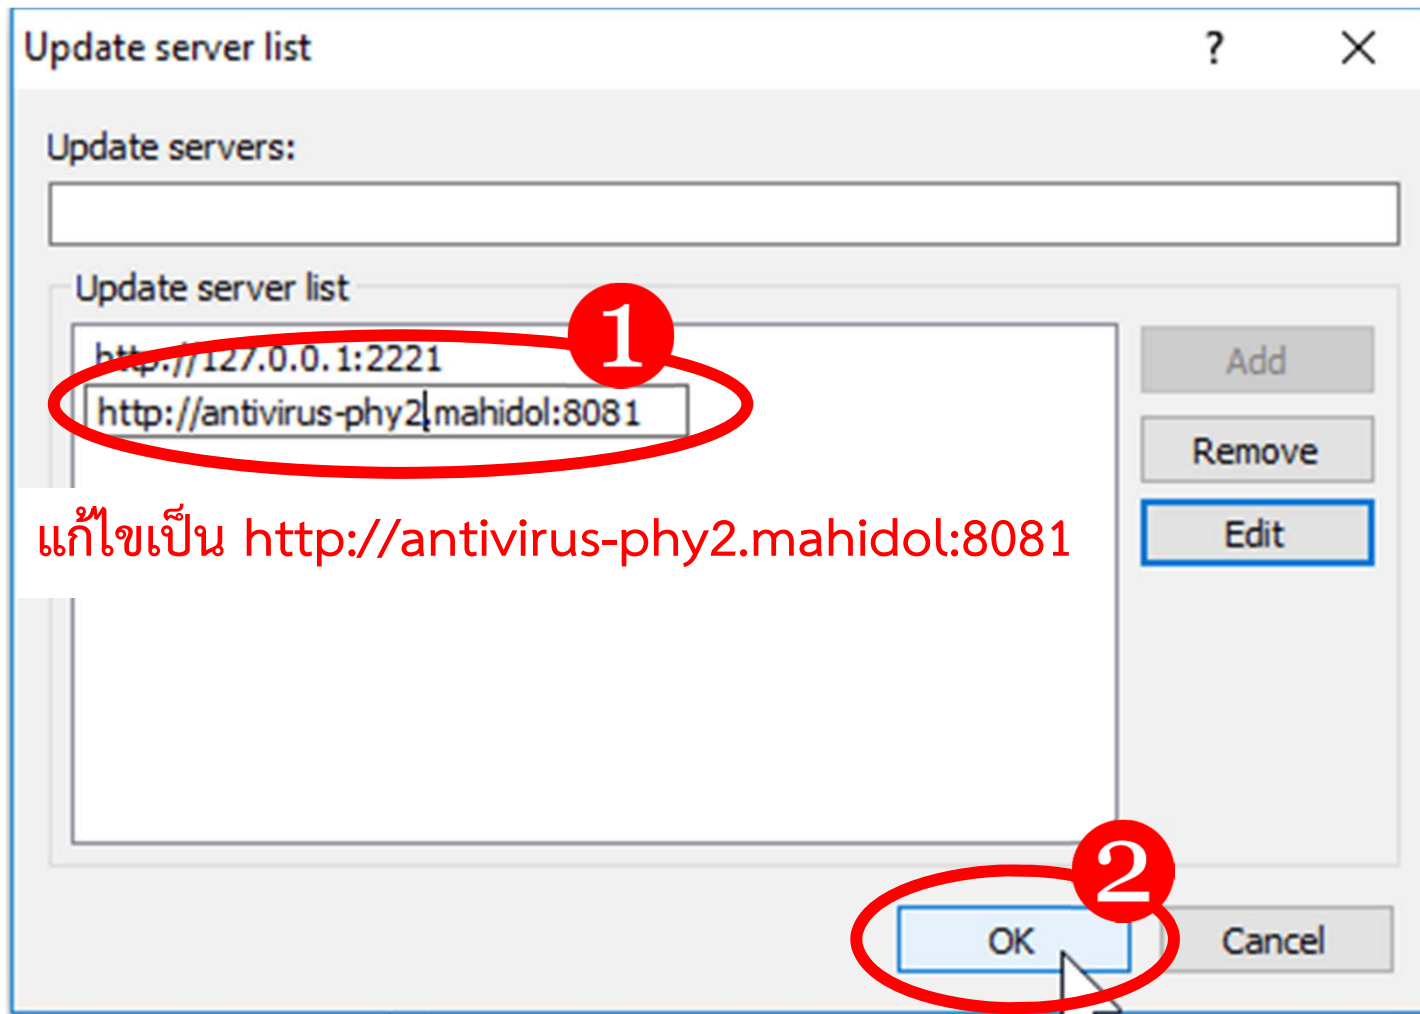 Update server list
?
Update servers:
Update server list
1
http://127.0.0.1:2221
Add
http://antivirus-phy2.mahidol:8081
Remove
แก้ไขเป็น http://antivirus-phy2.mahidol:8081
Edit
2
OK
Cancel